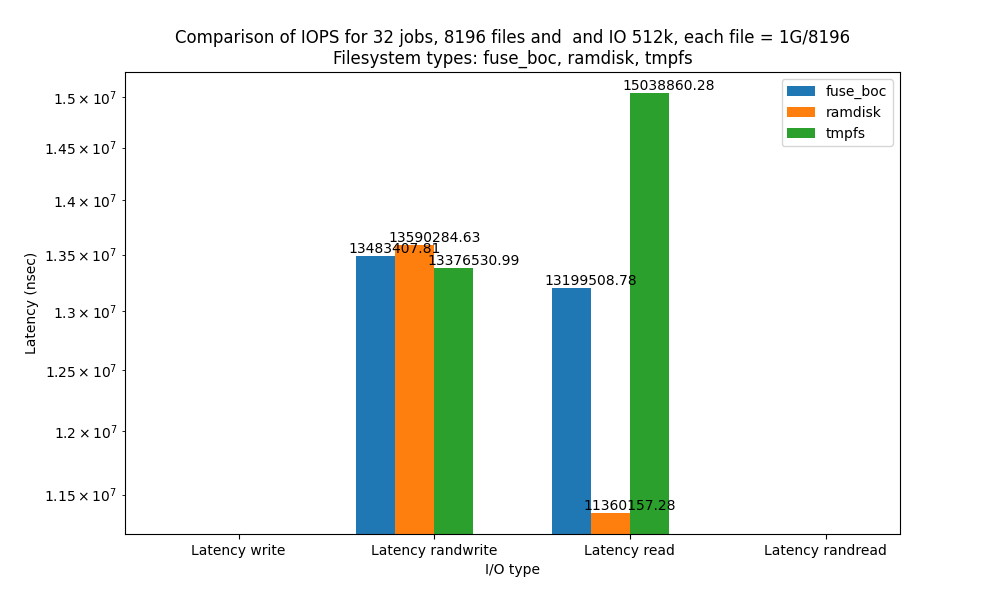 Comparison of IOPS for 32 jobs, 8196 files and  and IO 512k, each file = 1G/8196
Filesystem types: fuse_boc, ramdisk, tmpfs
fuse_boc
ramdisk
tmpfs
Latency (nsec)
1.5 × 10⁷
1.45 × 10⁷
1.4 × 10⁷
1.35 × 10⁷
1.3 × 10⁷
1.25 × 10⁷
1.2 × 10⁷
1.15 × 10⁷
15038860.28
13590284.63
13483407.81
13376530.99
13199508.78
11360157.28
Latency write
Latency randwrite
Latency read
Latency randread
I/O type